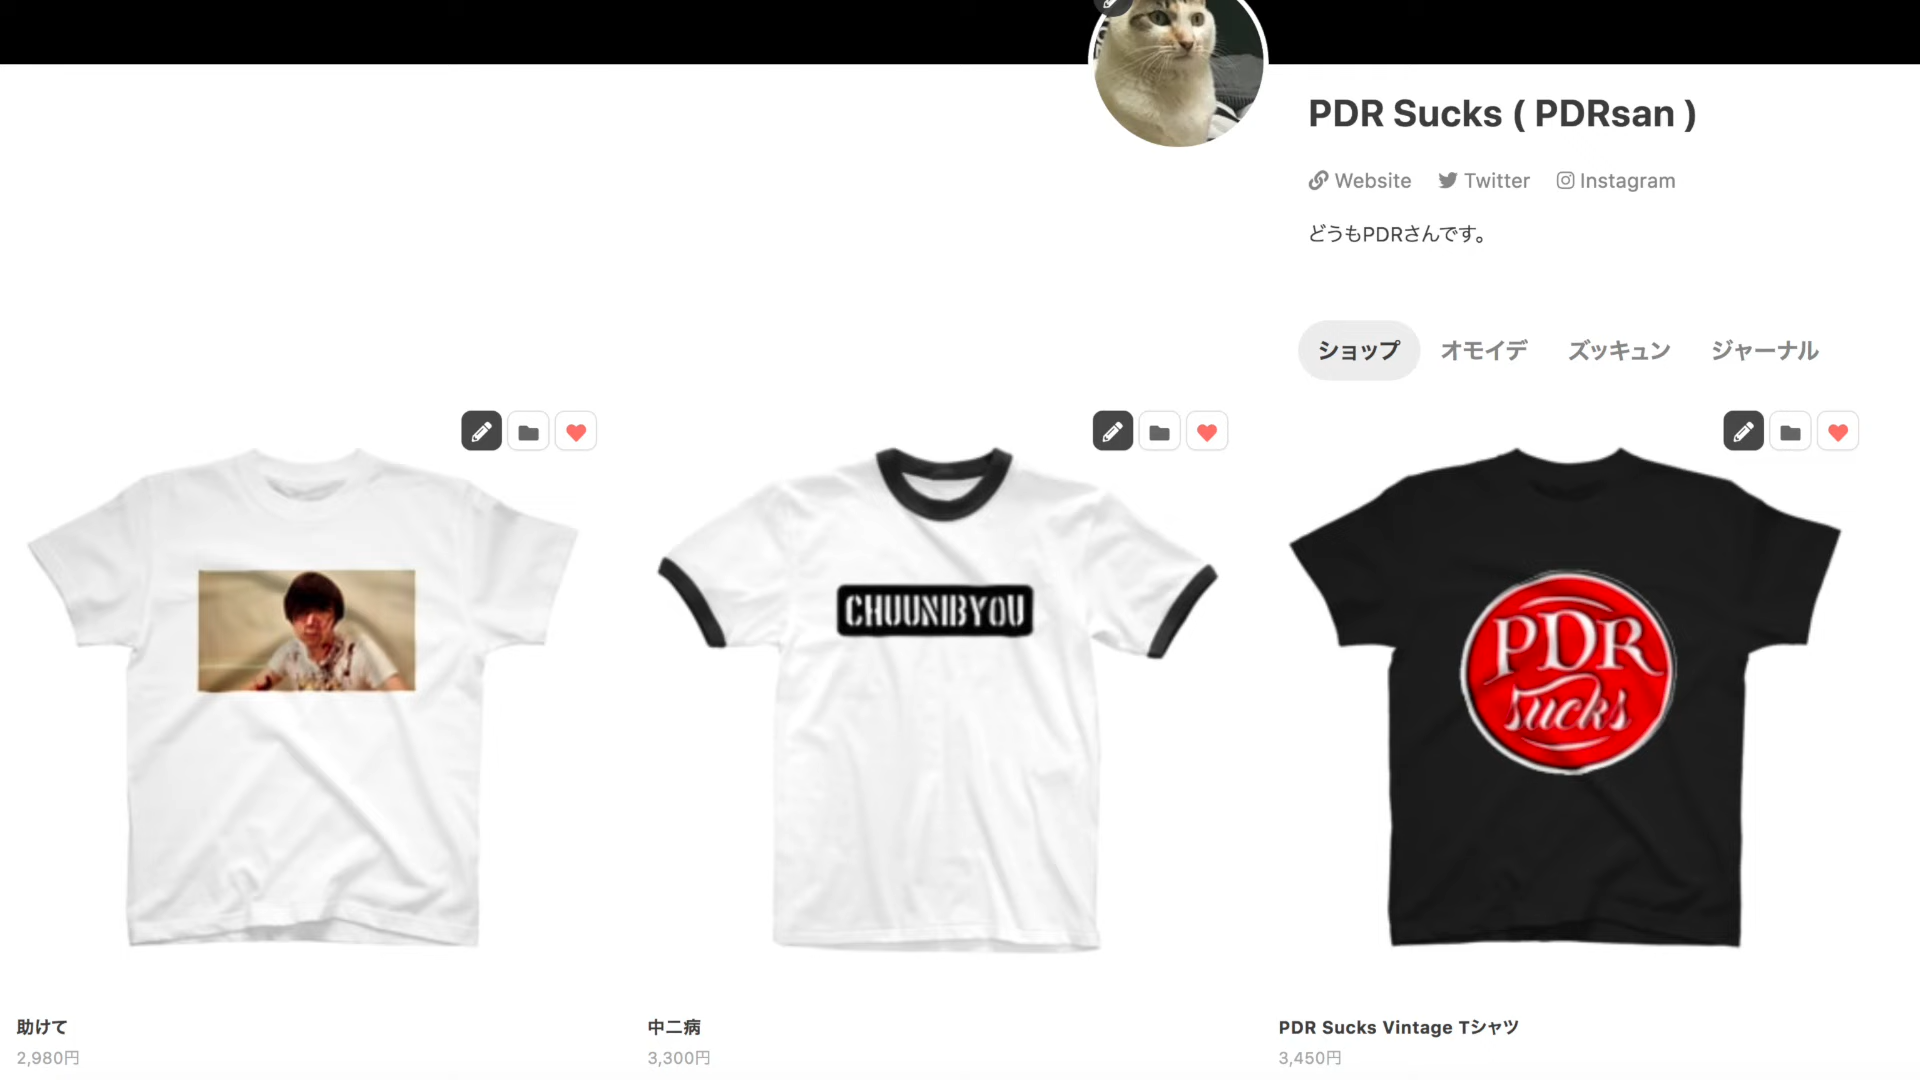 PDR Sucks ( PDRsan )
Website Twitter Instagram
どうもPDRさんです。
ショップ オモイデ ズッキュン ジャーナル
CHUUNIBYOU
PDR
sucks
助けて
2,980円
中二病
3,300円
PDR Sucks Vintage Tシャツ
3,450円